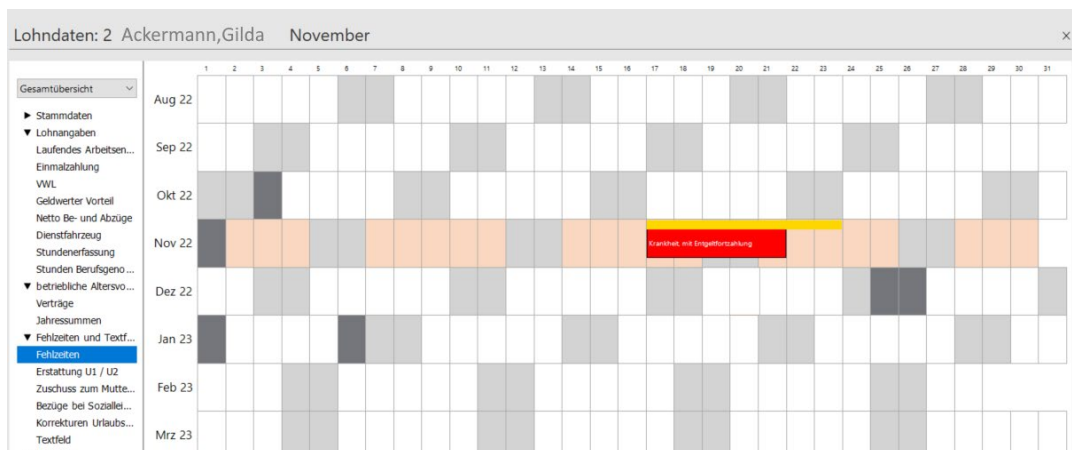 Lohndaten: 2 Ackermann,Gilda November ×
1 2 3 4 5 6 7 8 9 10 11 12 13 14 15 16 17 18 19 20 21 22 23 24 25 26 27 28 29 30 31
Gesamtübersicht
Stammdaten
Lohnangaben
Laufendes Arbeitsen...
Einmalzahlung
VWL
Geldwerter Vorteil
Netto Be- und Abzüge
Dienstfahrzeug
Stundenerfassung
Stunden Berufsgeno ...
betriebliche Altersvo...
Verträge
Jahressummen
Fehlzeiten und Textf...
Fehlzeiten
Erstattung U1 / U2
Zuschuss zum Mutte...
Bezüge bei Soziallei...
Korrekturen Urlaubs...
Textfeld
Aug 22
Sep 22
Okt 22
Nov 22
Krankheit mit Entgeltfortzahlung
Dez 22
Jan 23
Feb 23
Mrz 23